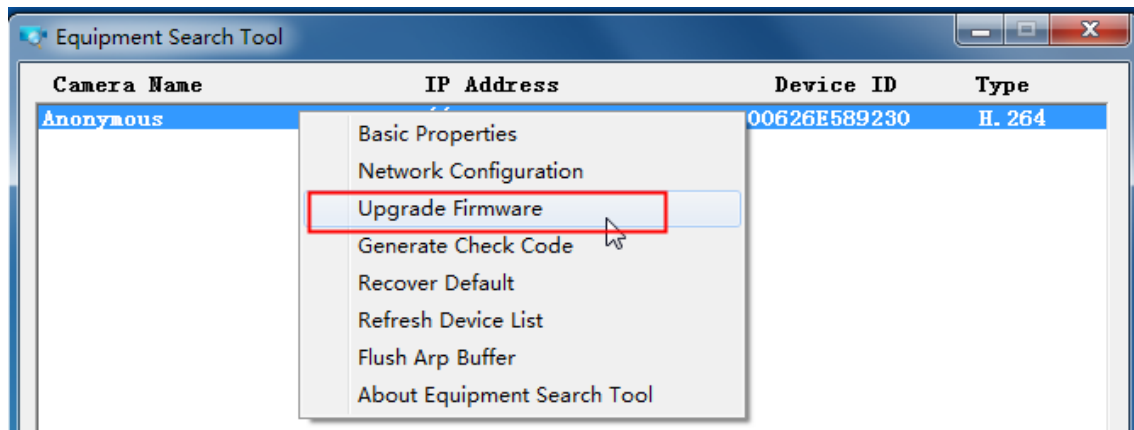 Equipment Search Tool
Camera Name IP Address Device ID Type
Anonymous 00626E589230 H.264
Basic Properties
Network Configuration
Upgrade Firmware
Generate Check Code
Recover Default
Refresh Device List
Flush Arp Buffer
About Equipment Search Tool